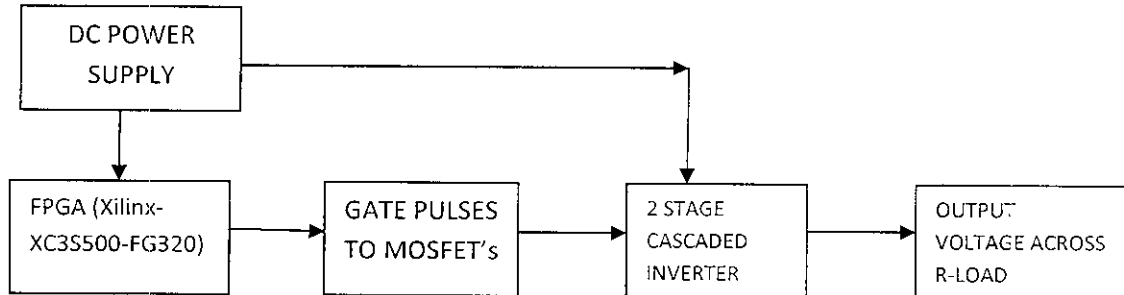 DC POWER
SUPPLY
FPGA (Xilinx-
XC3S500-FG320)
GATE PULSES
TO MOSFET's
2 STAGE
CASCADED
INVERTER
OUTPUT
VOLTAGE ACROSS
R-LOAD